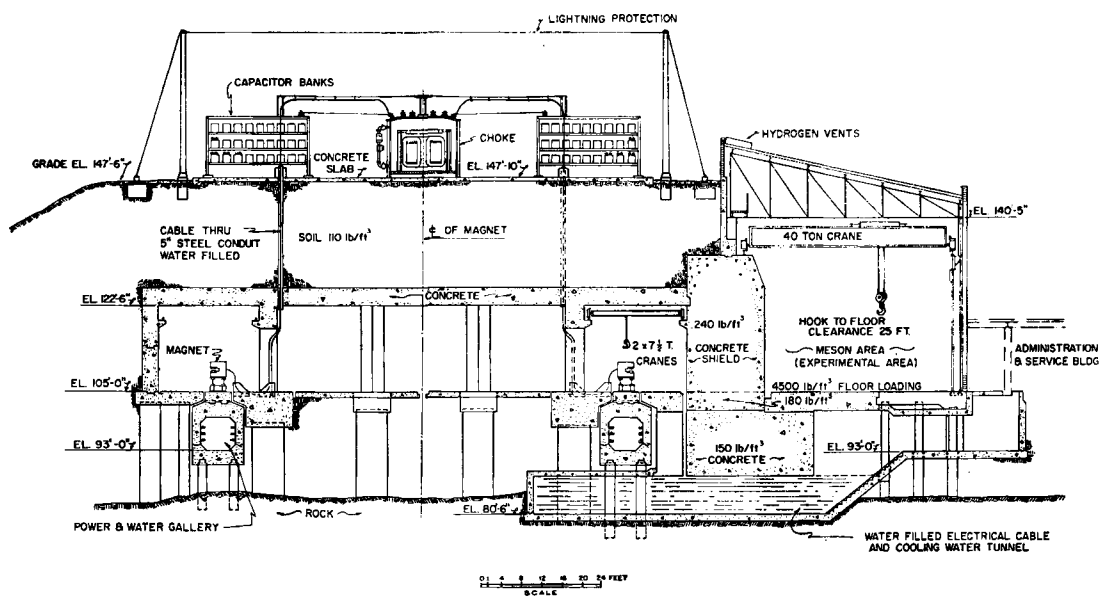 LIGHTNING PROTECTION
CAPACITOR BANKS
CHOKE
HYDROGEN VENTS
GRADE EL. 147'-6"
CONCRETE
SLAB
EL. 147'-10"
EL. 140'-5"
CABLE THRU
5" STEEL CONDUIT
WATER FILLED
SOIL 110 lb/ft³
℄ OF MAGNET
40 TON CRANE
EL 122'-6"
CONCRETE
240 lb/ft³
CONCRETE
SHIELD
HOOK TO FLOOR
CLEARANCE 25 FT.
MESON AREA
(EXPERIMENTAL AREA)
MAGNET
2 x 7½ T.
CRANES
ADMINISTRATION
& SERVICE BLDG
EL. 105'-0"
4500 lb/ft³ FLOOR LOADING
180 lb/ft³
EL. 93'-0"
150 lb/ft³
CONCRETE
EL. 93'-0"
POWER & WATER GALLERY
ROCK
EL. 80'-6"
WATER FILLED ELECTRICAL CABLE
AND COOLING WATER TUNNEL
0 1 4 8 12 16 20 24 FEET
SCALE